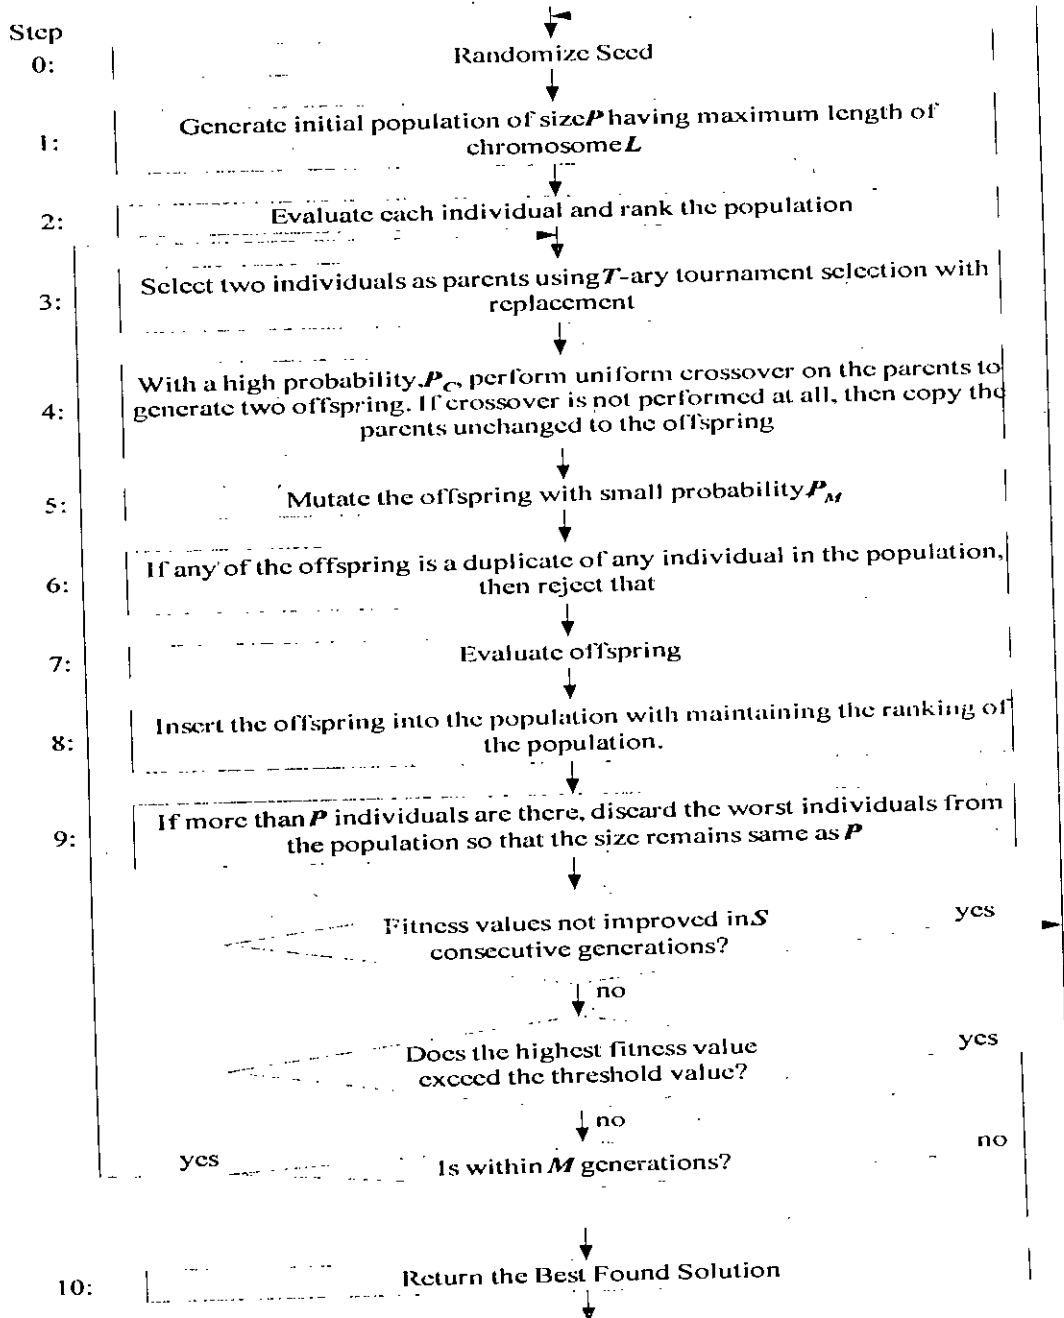 Step
0:
Randomize Seed
1:
Generate initial population of size P having maximum length of
chromosome L
2:
Evaluate each individual and rank the population
3:
Select two individuals as parents using T-ary tournament selection with
replacement
4:
With a high probability, P_C, perform uniform crossover on the parents to
generate two offspring. If crossover is not performed at all, then copy the
parents unchanged to the offspring
5:
Mutate the offspring with small probability P_M
6:
If any of the offspring is a duplicate of any individual in the population,
then reject that
7:
Evaluate offspring
8:
Insert the offspring into the population with maintaining the ranking of
the population.
9:
If more than P individuals are there, discard the worst individuals from
the population so that the size remains same as P
Fitness values not improved in S
consecutive generations?
yes
no
Does the highest fitness value
exceed the threshold value?
yes
no
yes
Is within M generations?
no
10:
Return the Best Found Solution